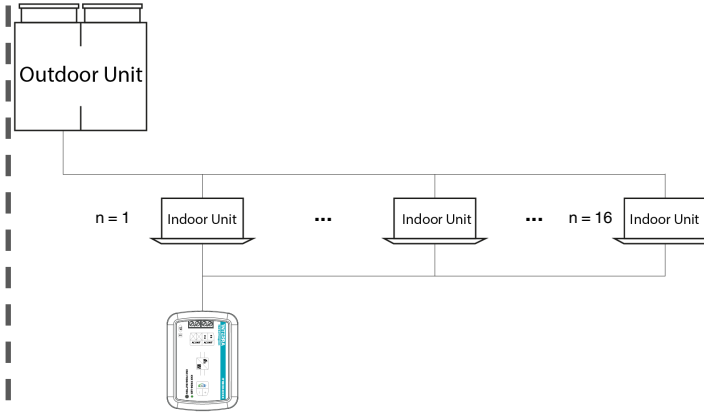 Outdoor Unit
n = 1
Indoor Unit
...
Indoor Unit
...
n = 16
Indoor Unit